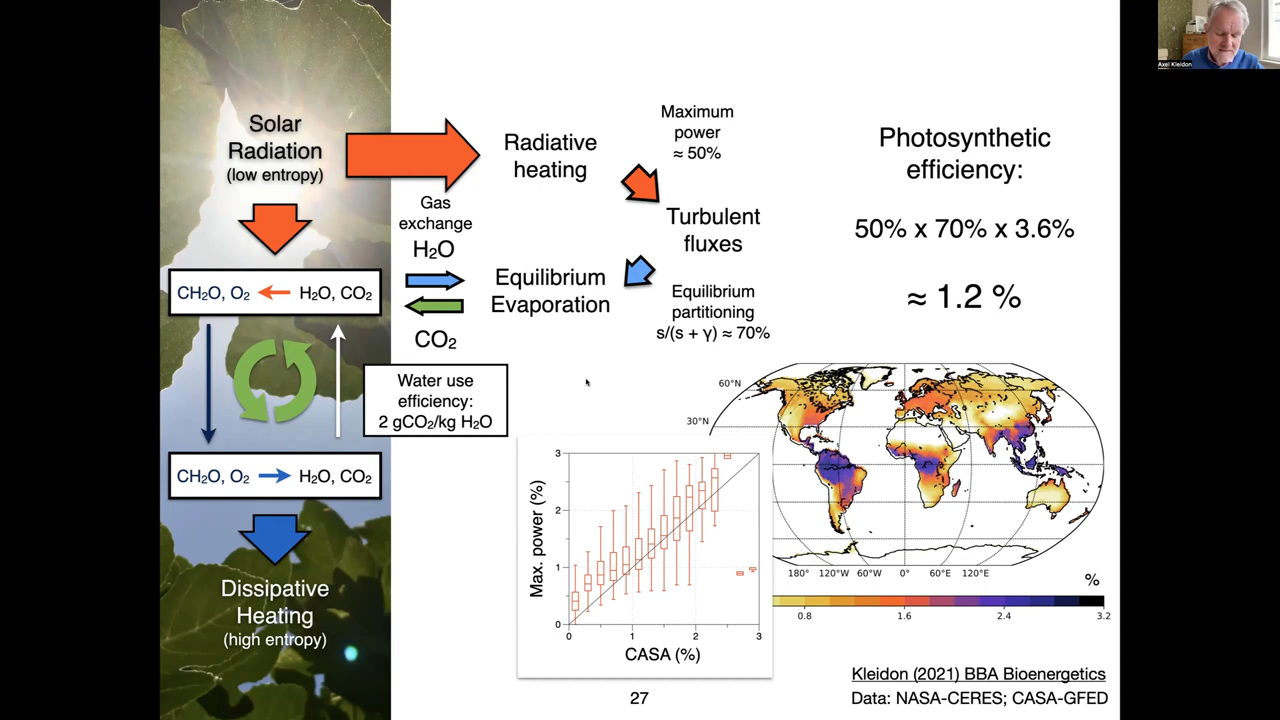 Axel Kleidon
Solar
Radiation
(low entropy)
Radiative
heating
Maximum
power
≈ 50%
Photosynthetic
efficiency:
Gas
exchange
H₂O
Turbulent
fluxes
50% x 70% x 3.6%
CH₂O, O₂ H₂O, CO₂
Equilibrium
Evaporation
CO₂
Equilibrium
partitioning
s/(s + γ) ≈ 70%
≈ 1.2 %
Water use
efficiency:
2 gCO₂/kg H₂O
CH₂O, O₂ H₂O, CO₂
Dissipative
Heating
(high entropy)
Max. power (%)
3
2
1
0
0 1 2 3
CASA (%)
60°N
30°N
180° 120°W 60°W 0° 60°E 120°E
%
0.8 1.6 2.4 3.2
Kleidon (2021) BBA Bioenergetics
Data: NASA-CERES; CASA-GFED
27